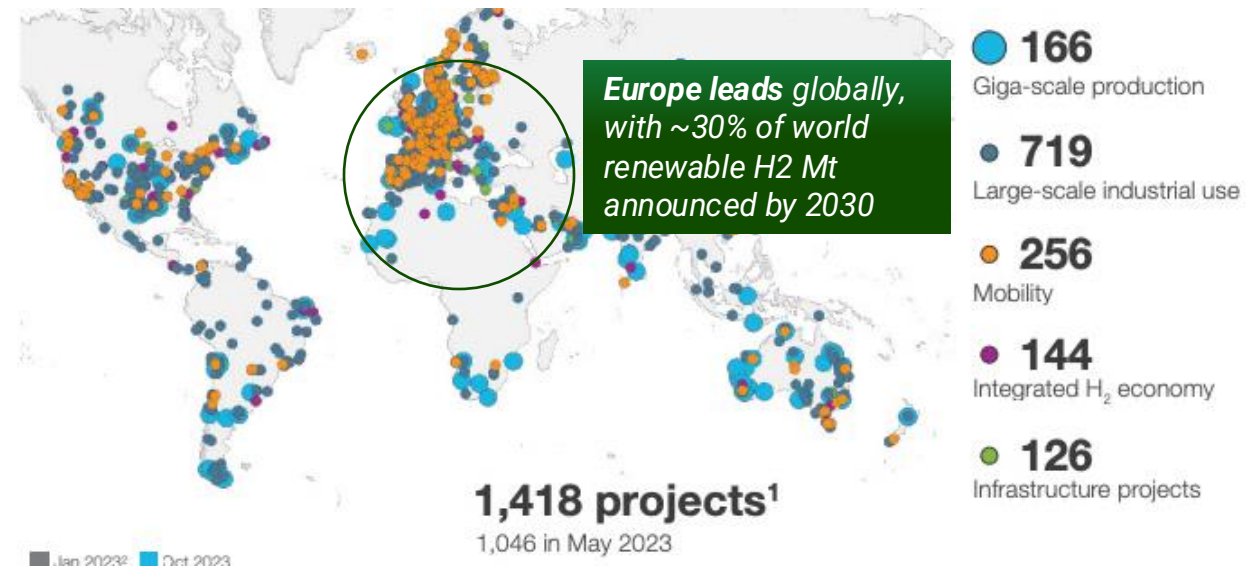 Europe leads globally,
with ~30% of world
renewable H2 Mt
announced by 2030
166
Giga-scale production
719
Large-scale industrial use
256
Mobility
144
Integrated H₂ economy
126
Infrastructure projects
1,418 projects¹
1,046 in May 2023
Jan 2023² Oct 2023